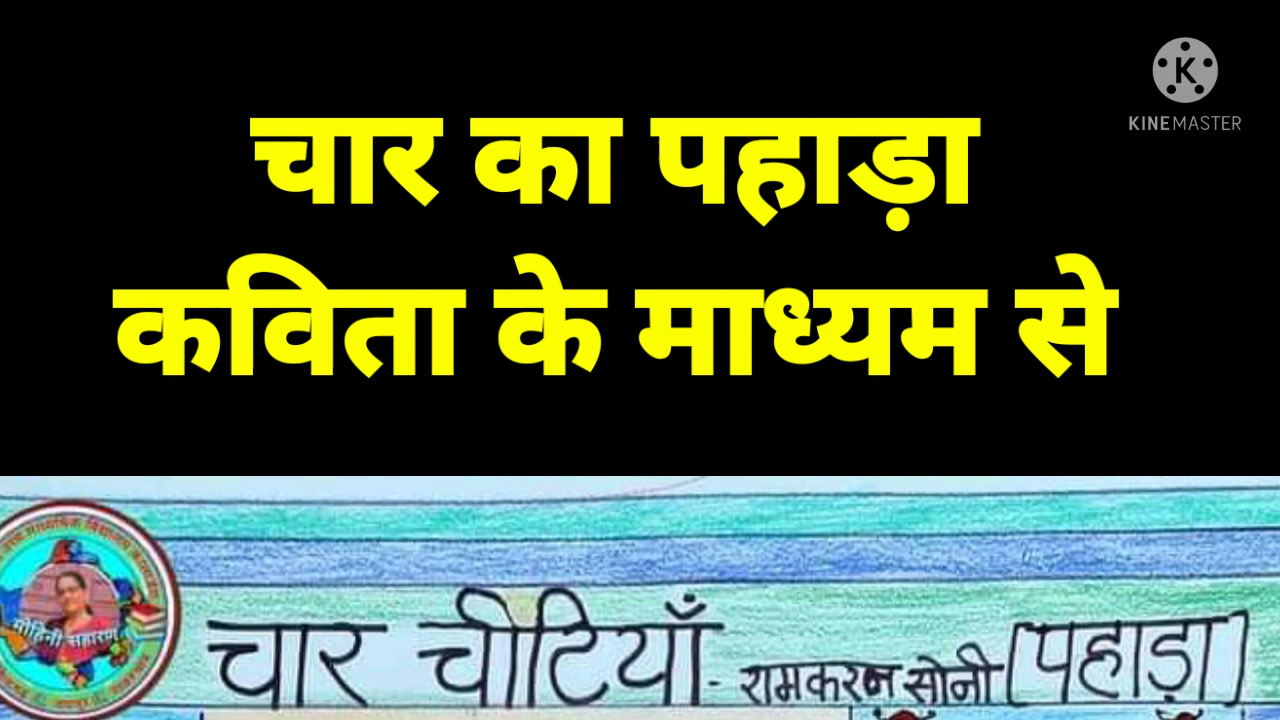 चार का पहाड़ा
KINEMASTER
कविता के माध्यम से
चार चीटियाँ - रामकरन सोनी [पहाड़ा]
मोहिनी सहारण